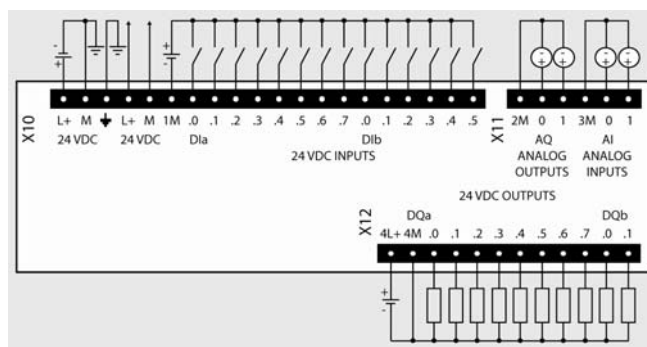 X10
L+ M L+ M 1M .0 .1 .2 .3 .4 .5 .6 .7 .0 .1 .2 .3 .4 .5
24 VDC 24 VDC DIa DIb
24 VDC INPUTS
X11
2M 0 1 3M 0 1
AQ AI
ANALOG ANALOG
OUTPUTS INPUTS
24 VDC OUTPUTS
X12
DQa DQb
4L+ 4M .0 .1 .2 .3 .4 .5 .6 .7 .0 .1